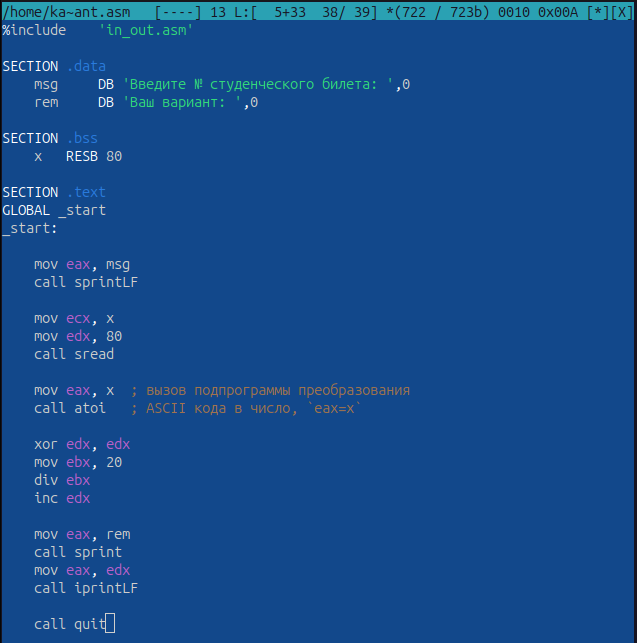 /home/ka~ant.asm [----] 13 L:[ 5+33 38/ 39] *(722 / 723b) 0010 0x00A [*][X]
%include 'in_out.asm'
SECTION .data
msg DB 'Введите № студенческого билета: ',0
rem DB 'Ваш вариант: ',0
SECTION .bss
x RESB 80
SECTION .text
GLOBAL _start
_start:
mov eax, msg
call sprintLF
mov ecx, x
mov edx, 80
call sread
mov eax, x ; вызов подпрограммы преобразования
call atoi ; ASCII кода в число, `eax=x`
xor edx, edx
mov ebx, 20
div ebx
inc edx
mov eax, rem
call sprint
mov eax, edx
call iprintLF
call quit